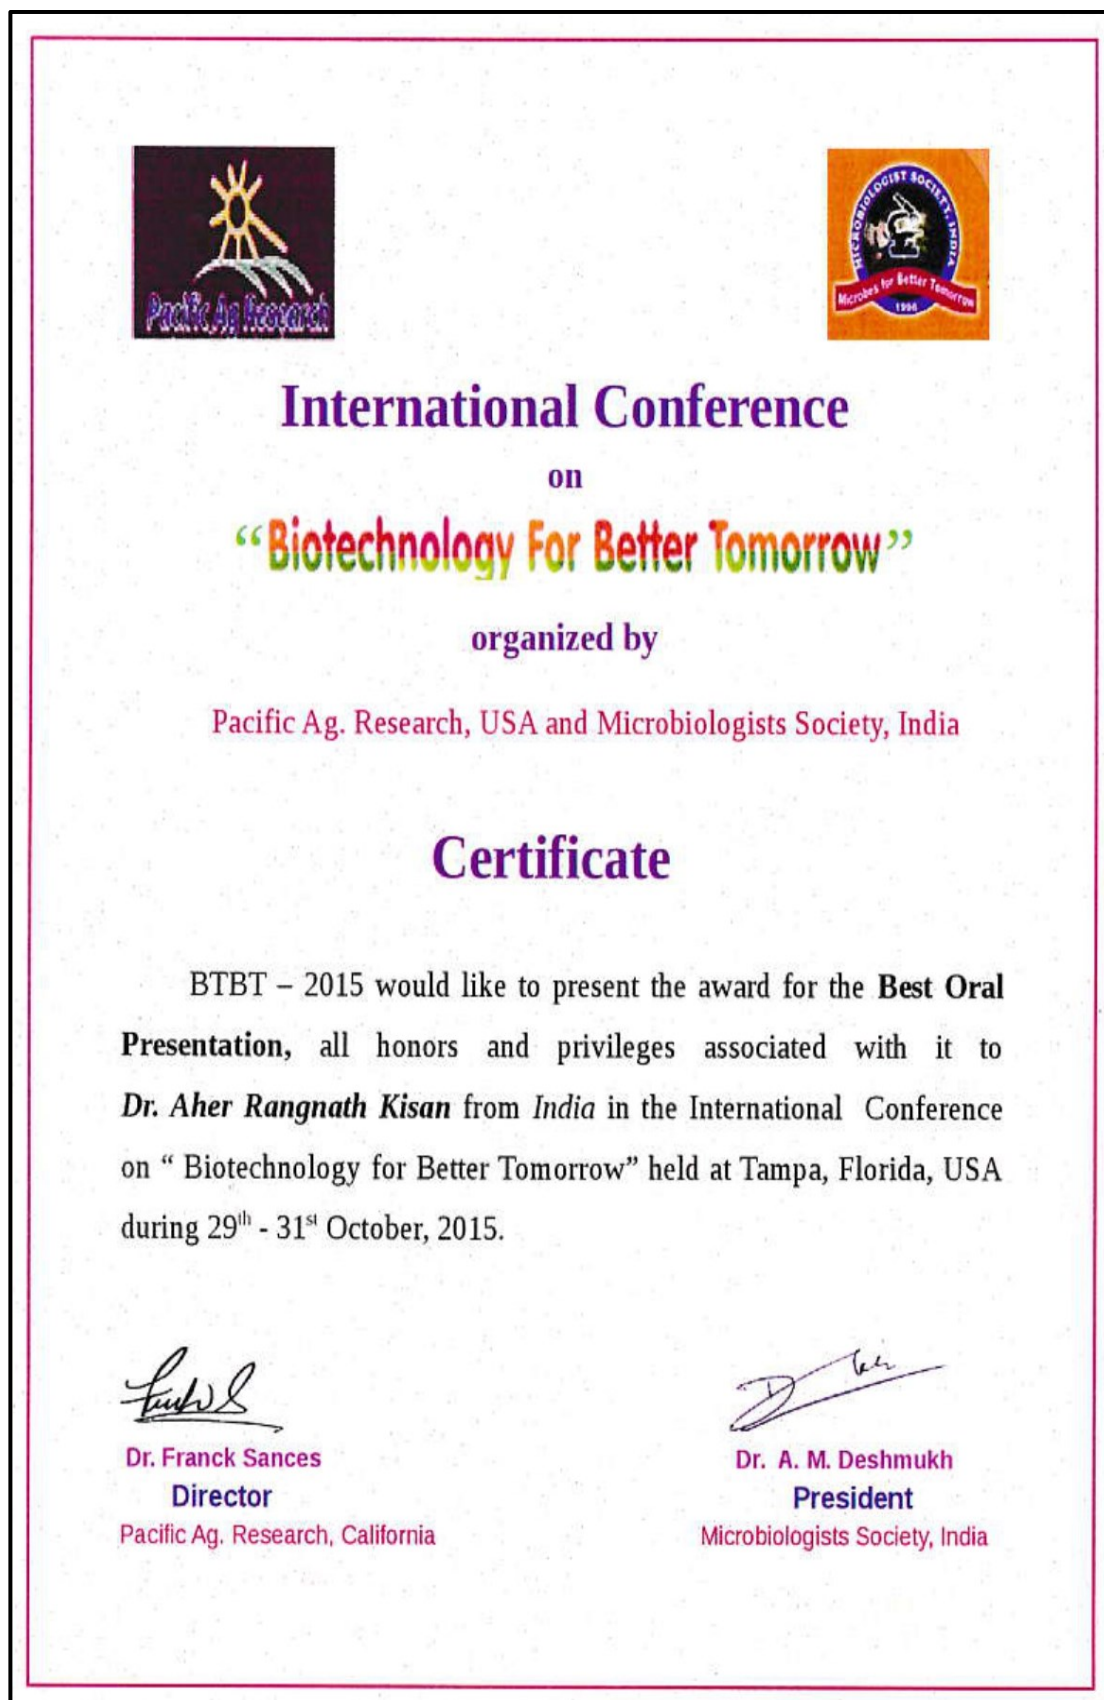 Pacific Ag Research
MICROBIOLOGIST SOCIETY, INDIA
Microbes for Better Tomorrow
1996
International Conference
on
“Biotechnology For Better Tomorrow”
organized by
Pacific Ag. Research, USA and Microbiologists Society, India
Certificate
BTBT – 2015 would like to present the award for the Best Oral
Presentation, all honors and privileges associated with it to
Dr. Aher Rangnath Kisan from India in the International Conference
on “ Biotechnology for Better Tomorrow” held at Tampa, Florida, USA
during 29th - 31st October, 2015.
Dr. Franck Sances
Director
Pacific Ag. Research, California
Dr. A. M. Deshmukh
President
Microbiologists Society, India